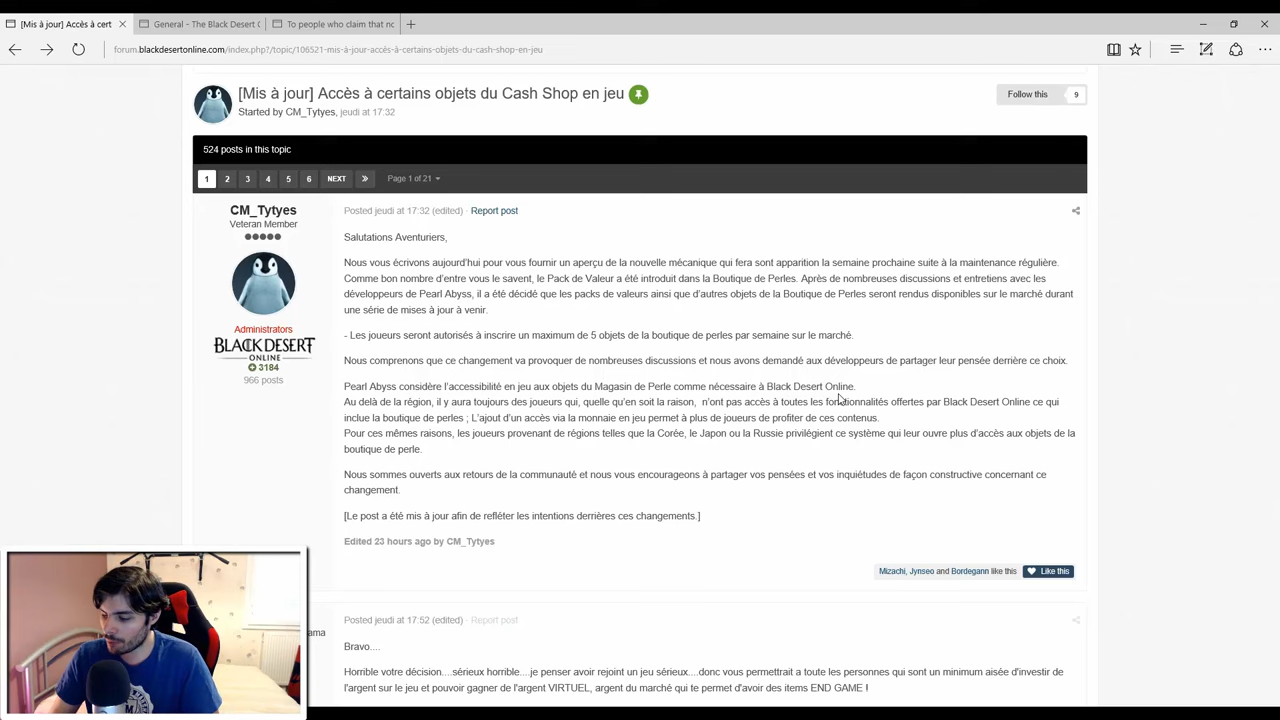 [Mis à jour] Accès à cert
General - The Black Desert C
To people who claim that no
forum.blackdesertonline.com/index.php?/topic/106521-mis-à-jour-accès-à-certains-objets-du-cash-shop-en-jeu
[Mis à jour] Accès à certains objets du Cash Shop en jeu
Started by CM_Tytyes, jeudi at 17:32
Follow this 9
524 posts in this topic
1 2 3 4 5 6 NEXT » Page 1 of 21
CM_Tytyes
Veteran Member
Administrators
BLACK DESERT
ONLINE
3184
966 posts
Posted jeudi at 17:32 (edited) · Report post
Salutations Aventuriers,
Nous vous écrivons aujourd'hui pour vous fournir un aperçu de la nouvelle mécanique qui fera sont apparition la semaine prochaine suite à la maintenance régulière.
Comme bon nombre d'entre vous le savent, le Pack de Valeur a été introduit dans la Boutique de Perles. Après de nombreuses discussions et entretiens avec les
développeurs de Pearl Abyss, il a été décidé que les packs de valeurs ainsi que d'autres objets de la Boutique de Perles seront rendus disponibles sur le marché durant
une série de mises à jour à venir.
- Les joueurs seront autorisés à inscrire un maximum de 5 objets de la boutique de perles par semaine sur le marché.
Nous comprenons que ce changement va provoquer de nombreuses discussions et nous avons demandé aux développeurs de partager leur pensée derrière ce choix.
Pearl Abyss considère l'accessibilité en jeu aux objets du Magasin de Perle comme nécessaire à Black Desert Online.
Au delà de la région, il y aura toujours des joueurs qui, quelle qu'en soit la raison, n'ont pas accès à toutes les fonctionnalités offertes par Black Desert Online ce qui
inclue la boutique de perles ; L'ajout d'un accès via la monnaie en jeu permet à plus de joueurs de profiter de ces contenus.
Pour ces mêmes raisons, les joueurs provenant de régions telles que la Corée, le Japon ou la Russie privilégient ce système qui leur ouvre plus d'accès aux objets de la
boutique de perle.
Nous sommes ouverts aux retours de la communauté et nous vous encourageons à partager vos pensées et vos inquiétudes de façon constructive concernant ce
changement.
[Le post a été mis à jour afin de refléter les intentions derrières ces changements.]
Edited 23 hours ago by CM_Tytyes
Mizachi, Jynseo and Bordegann like this Like this
ama
Posted jeudi at 17:52 (edited) · Report post
Bravo....
Horrible votre décision....sérieux horrible....je penser avoir rejoint un jeu sérieux....donc vous permettrait a toute les personnes qui sont un minimum aisée d'investir de
l'argent sur le jeu et pouvoir gagner de l'argent VIRTUEL, argent du marché qui te permet d'avoir des items END GAME !